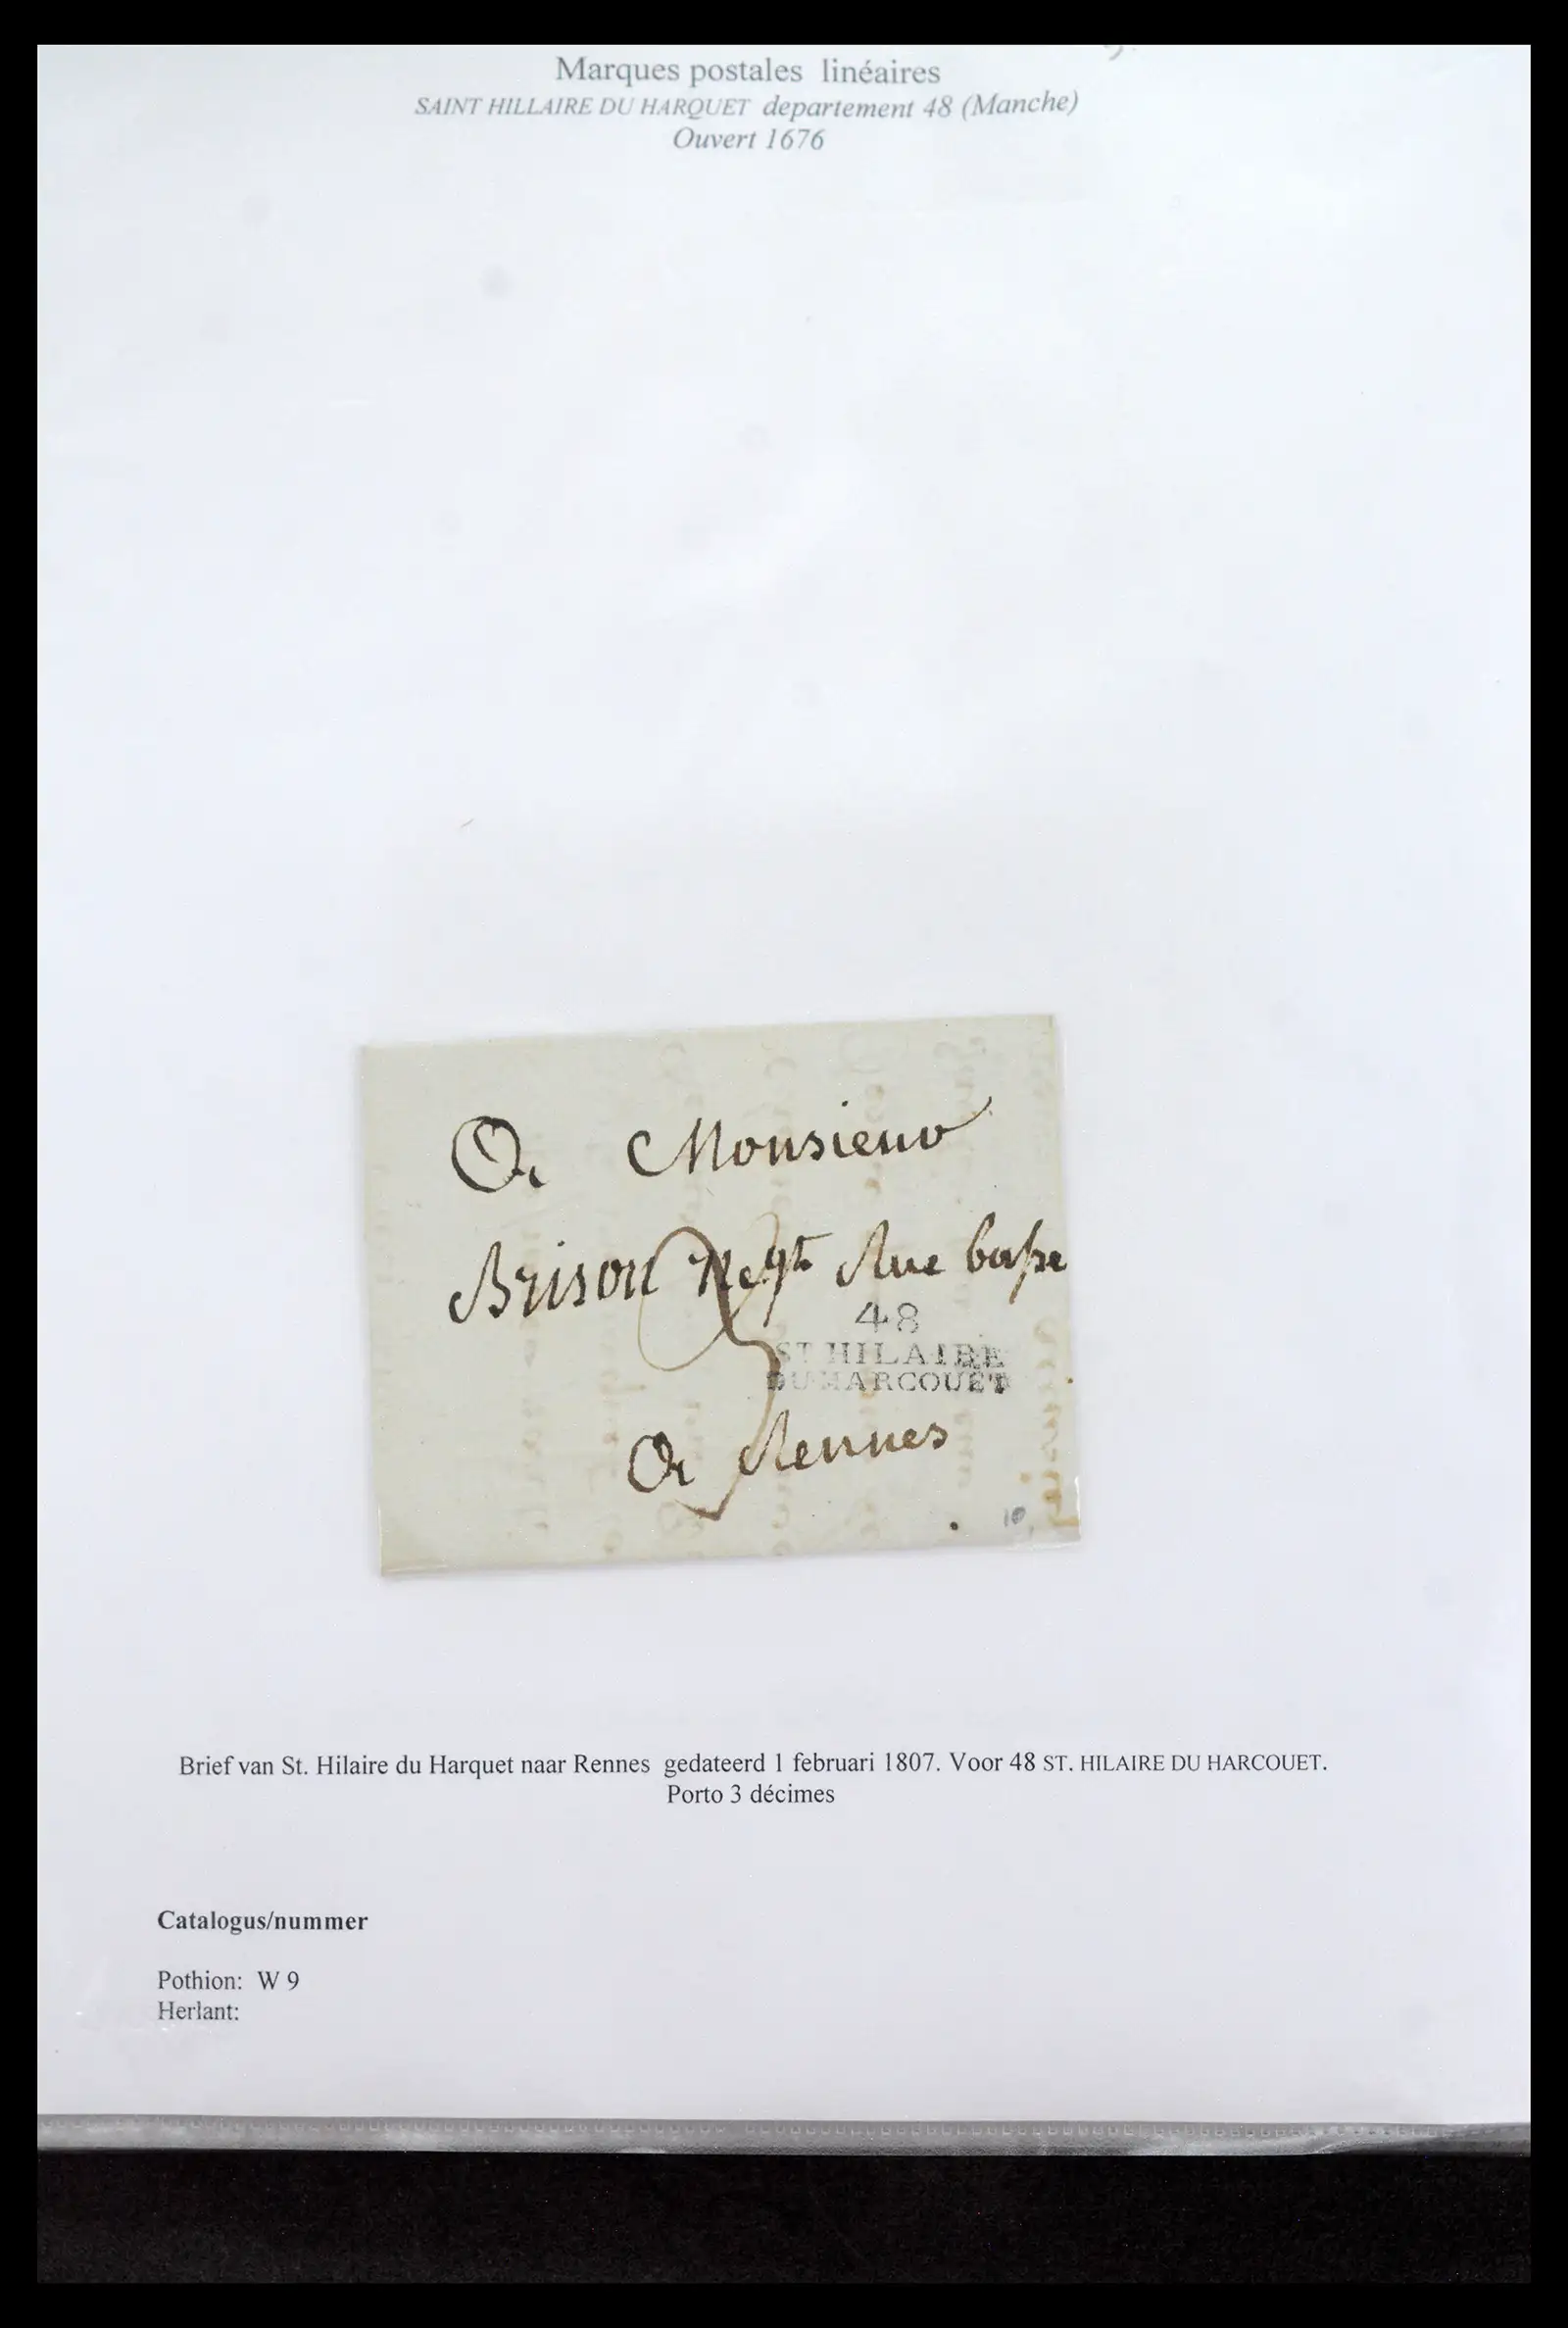 Marques postales linéaires
SAINT HILLAIRE DU HARQUET departement 48 (Manche)
Ouvert 1676
A Monsieur
Brison Negt Rue basse
48
ST HILAIRE
DU HARCOUET
3
A Rennes
10
Brief van St. Hilaire du Harquet naar Rennes gedateerd 1 februari 1807. Voor 48 ST. HILAIRE DU HARCOUET.
Porto 3 décimes
Catalogus/nummer
Pothion: W 9
Herlant: